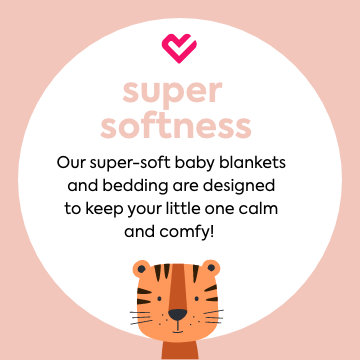 super
softness
Our super-soft baby blankets
and bedding are designed
to keep your little one calm
and comfy!